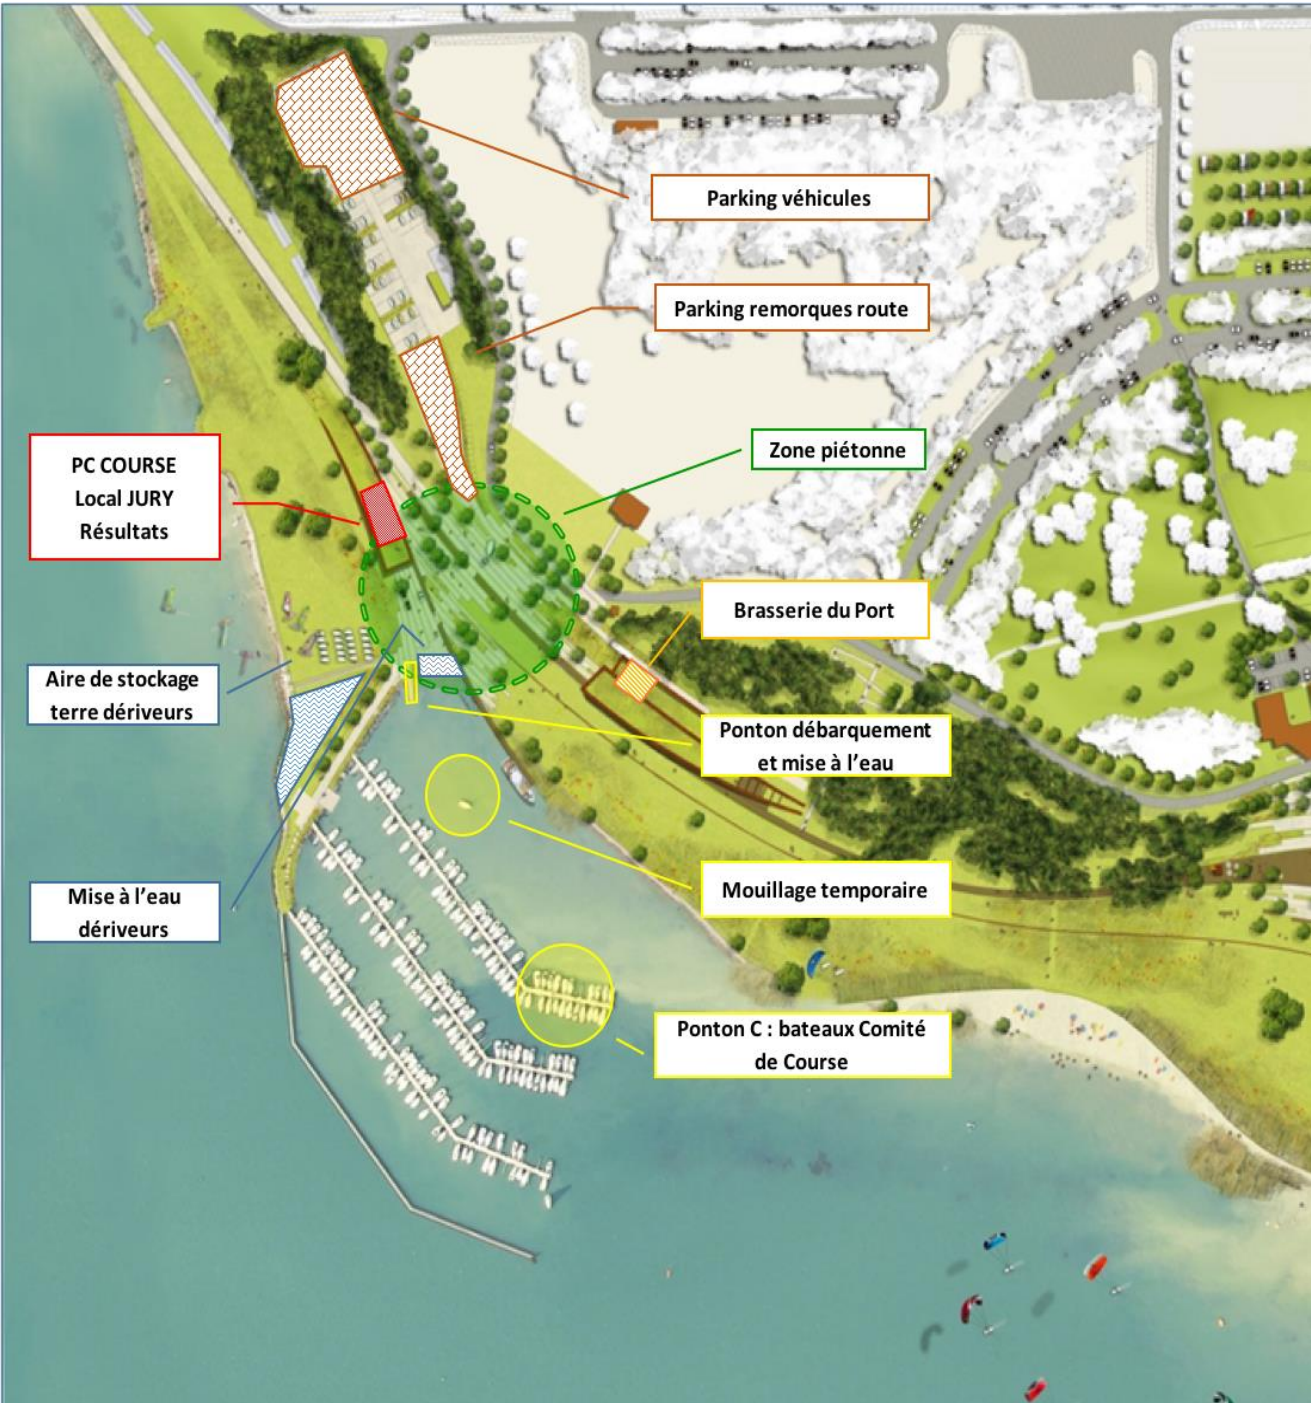 Parking véhicules
Parking remorques route
PC COURSE
Local JURY
Résultats
Zone piétonne
Brasserie du Port
Aire de stockage
terre dériveurs
Ponton débarquement
et mise à l'eau
Mise à l'eau
dériveurs
Mouillage temporaire
Ponton C : bateaux Comité
de Course